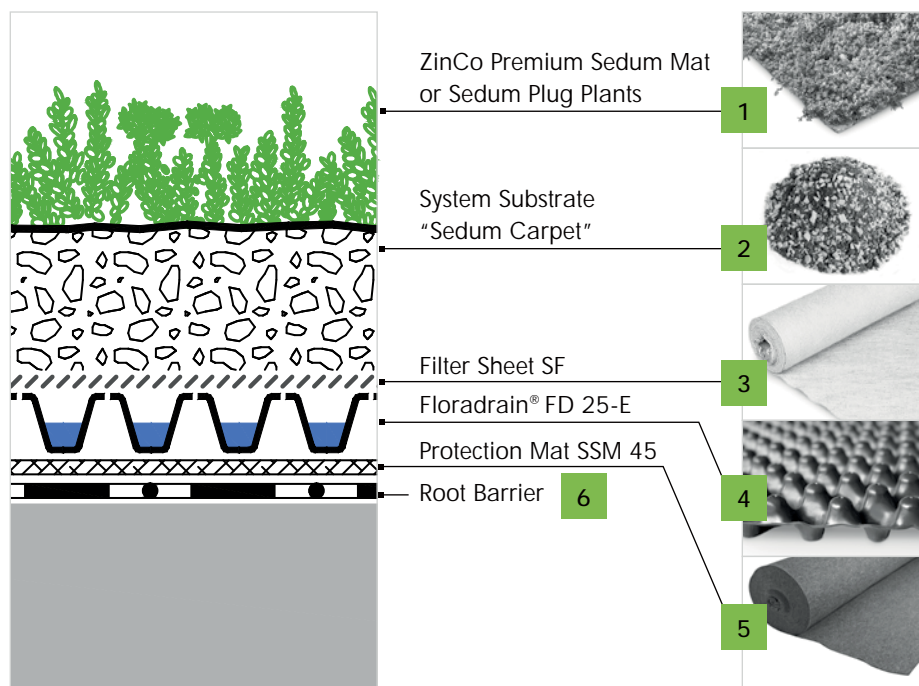 ZinCo Premium Sedum Mat
or Sedum Plug Plants
1
System Substrate
“Sedum Carpet”
2
Filter Sheet SF
3
Floradrain® FD 25-E
4
Protection Mat SSM 45
5
Root Barrier 6